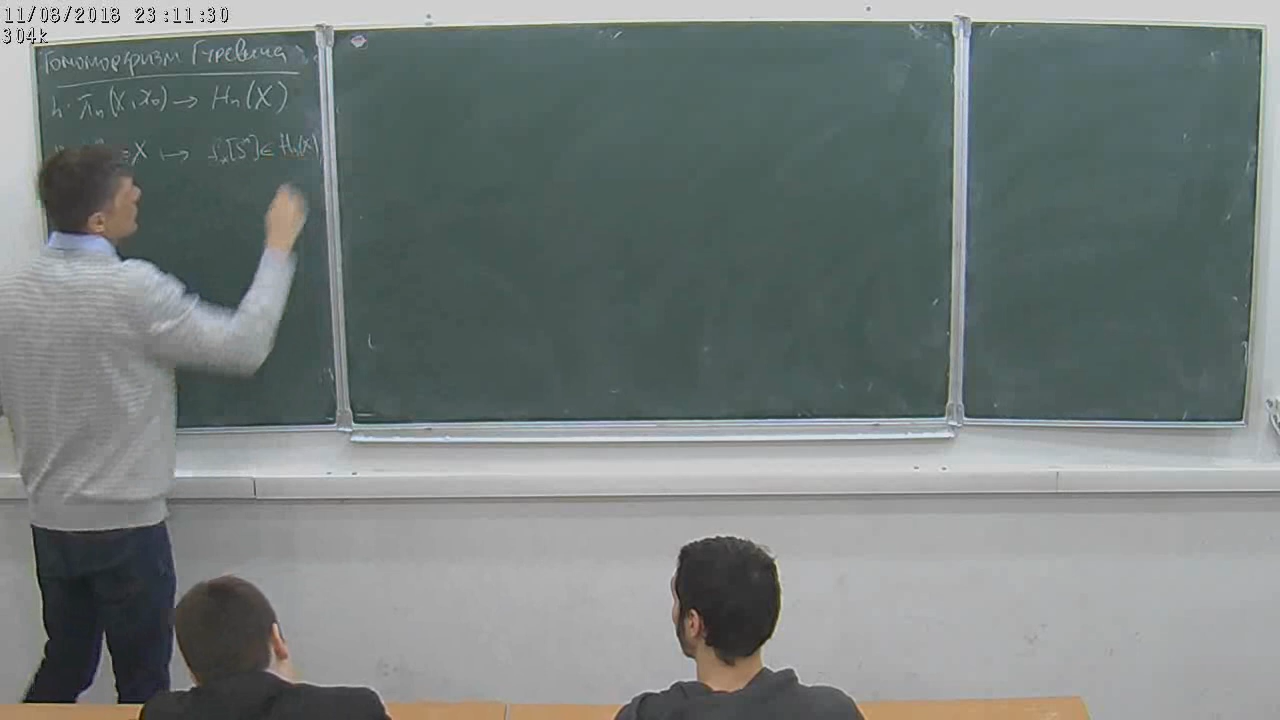 11/08/2018 23:11:30
304k
Гомоморфизм Гуревича
h: π_n(X, x_0) → H_n(X)
X ↦ f_*[S^n] ∈ H_n(X)